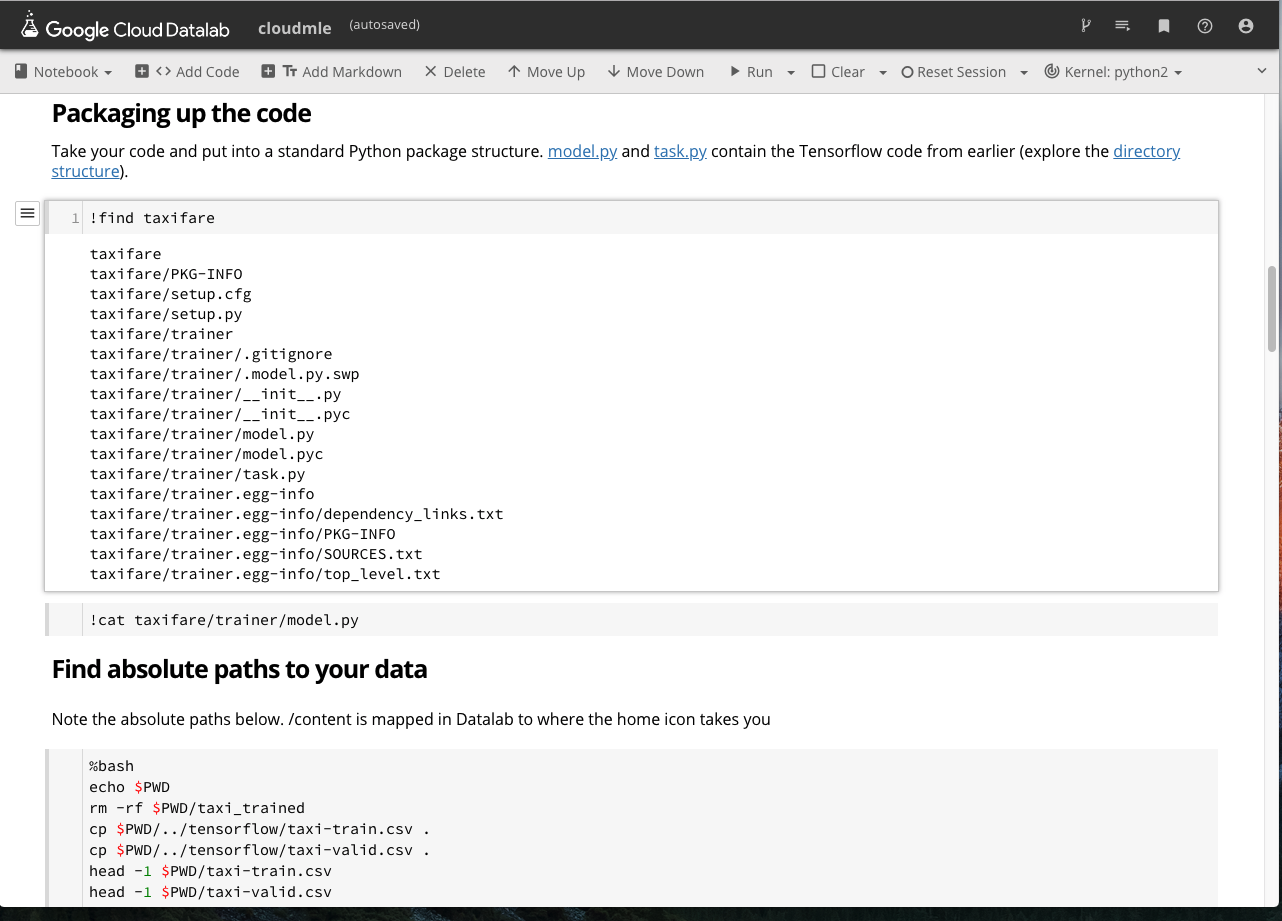 Google Cloud Datalab cloudmle (autosaved)
Notebook Add Code Add Markdown Delete Move Up Move Down Run Clear Reset Session Kernel: python2
Packaging up the code
Take your code and put into a standard Python package structure. model.py and task.py contain the Tensorflow code from earlier (explore the directory
structure).
1 !find taxifare
taxifare
taxifare/PKG-INFO
taxifare/setup.cfg
taxifare/setup.py
taxifare/trainer
taxifare/trainer/.gitignore
taxifare/trainer/.model.py.swp
taxifare/trainer/__init__.py
taxifare/trainer/__init__.pyc
taxifare/trainer/model.py
taxifare/trainer/model.pyc
taxifare/trainer/task.py
taxifare/trainer.egg-info
taxifare/trainer.egg-info/dependency_links.txt
taxifare/trainer.egg-info/PKG-INFO
taxifare/trainer.egg-info/SOURCES.txt
taxifare/trainer.egg-info/top_level.txt
!cat taxifare/trainer/model.py
Find absolute paths to your data
Note the absolute paths below. /content is mapped in Datalab to where the home icon takes you
%bash
echo $PWD
rm -rf $PWD/taxi_trained
cp $PWD/../tensorflow/taxi-train.csv .
cp $PWD/../tensorflow/taxi-valid.csv .
head -1 $PWD/taxi-train.csv
head -1 $PWD/taxi-valid.csv